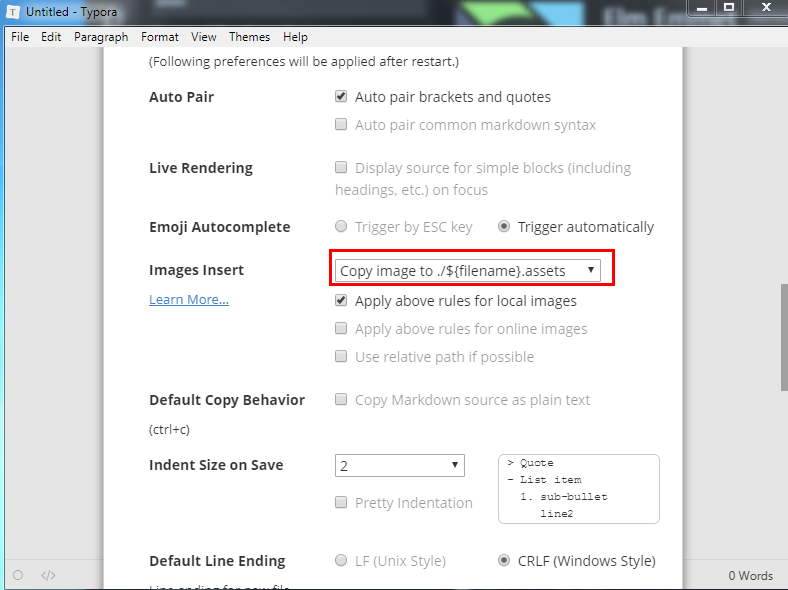 Untitled - Typora
File Edit Paragraph Format View Themes Help
(Following preferences will be applied after restart.)
Auto Pair
Auto pair brackets and quotes
Auto pair common markdown syntax
Live Rendering
Display source for simple blocks (including
headings, etc.) on focus
Emoji Autocomplete
Trigger by ESC key
Trigger automatically
Images Insert
Copy image to ./${filename}.assets
Learn More...
Apply above rules for local images
Apply above rules for online images
Use relative path if possible
Default Copy Behavior
Copy Markdown source as plain text
(ctrl+c)
Indent Size on Save
2
Pretty Indentation
> Quote
- List item
1. sub-bullet
line2
Default Line Ending
LF (Unix Style)
CRLF (Windows Style)
</> 0 Words
Line ending for new file